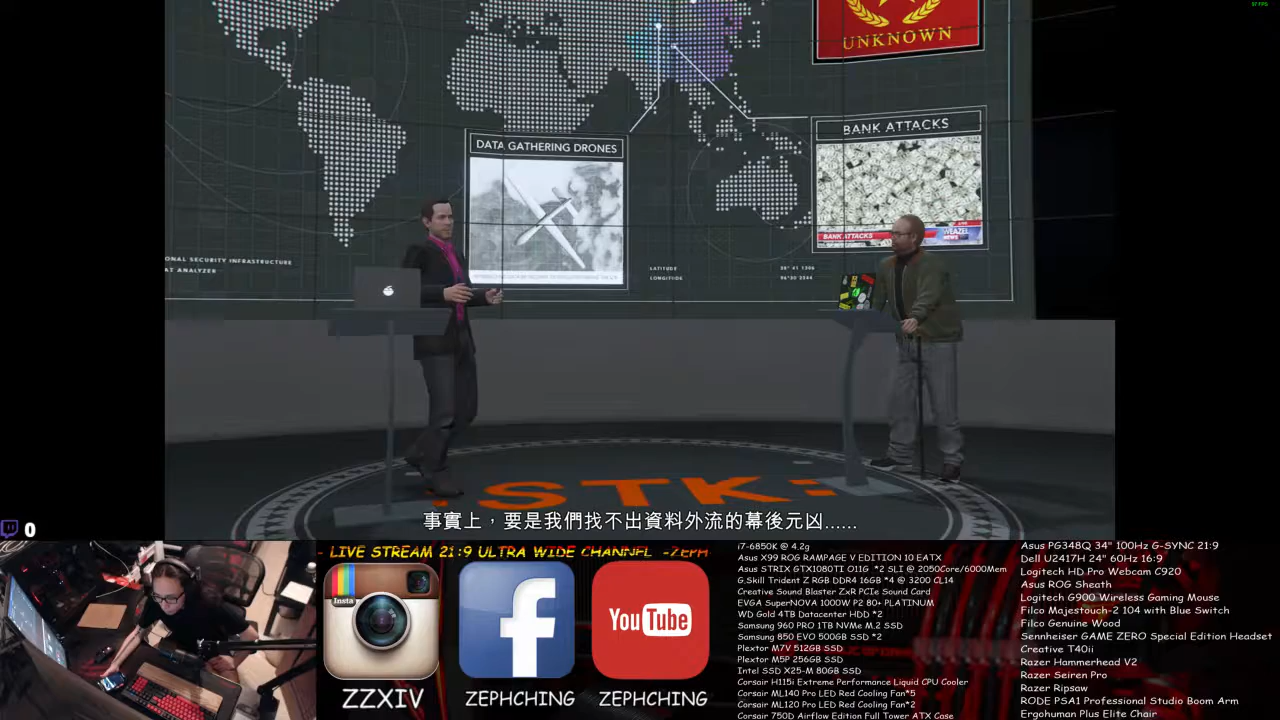 67 FPS
UNKNOWN
DATA GATHERING DRONES
BANK ATTACKS
BANK ATTACKS
WEAZEL
NEWS
ONAL SECURITY INFRASTRUCTURE
AT ANALYZER
LATITUDE
LONGITUDE
:STK:
事實上，要是我們找不出資料外流的幕後元凶......
0
- LIVE STREAM 21:9 ULTRA WIDE CHANNEL -ZEPH
Insta
ZZXIV
f
ZEPHCHING
YouTube
ZEPHCHING
i7-6850K @ 4.2g
Asus X99 ROG RAMPAGE V EDITION 10 EATX
Asus STRIX GTX1080TI O11G *2 SLI @ 2050Core/6000Mem
G.Skill Trident Z RGB DDR4 16GB *4 @ 3200 CL14
Creative Sound Blaster ZxR PCIe Sound Card
EVGA SuperNOVA 1000W P2 80+ PLATINUM
WD Gold 4TB Datacenter HDD *2
Samsung 960 PRO 1TB NVMe M.2 SSD
Samsung 850 EVO 500GB SSD *2
Plextor M7V 512GB SSD
Plextor M5P 256GB SSD
Intel SSD X25-M 80GB SSD
Corsair H115i Extreme Performance Liquid CPU Cooler
Corsair ML140 Pro LED Red Cooling Fan*5
Corsair ML120 Pro LED Red Cooling Fan*2
Corsair 750D Airflow Edition Full Tower ATX Case
Asus PG348Q 34" 100Hz G-SYNC 21:9
Dell U2417H 24" 60Hz 16:9
Logitech HD Pro Webcam C920
Asus ROG Sheath
Logitech G900 Wireless Gaming Mouse
Filco Majestouch-2 104 with Blue Switch
Filco Genuine Wood
Sennheiser GAME ZERO Special Edition Headset
Creative T40ii
Razer Hammerhead V2
Razer Seiren Pro
Razer Ripsaw
RODE PSA1 Professional Studio Boom Arm
Ergohuman Plus Elite Chair